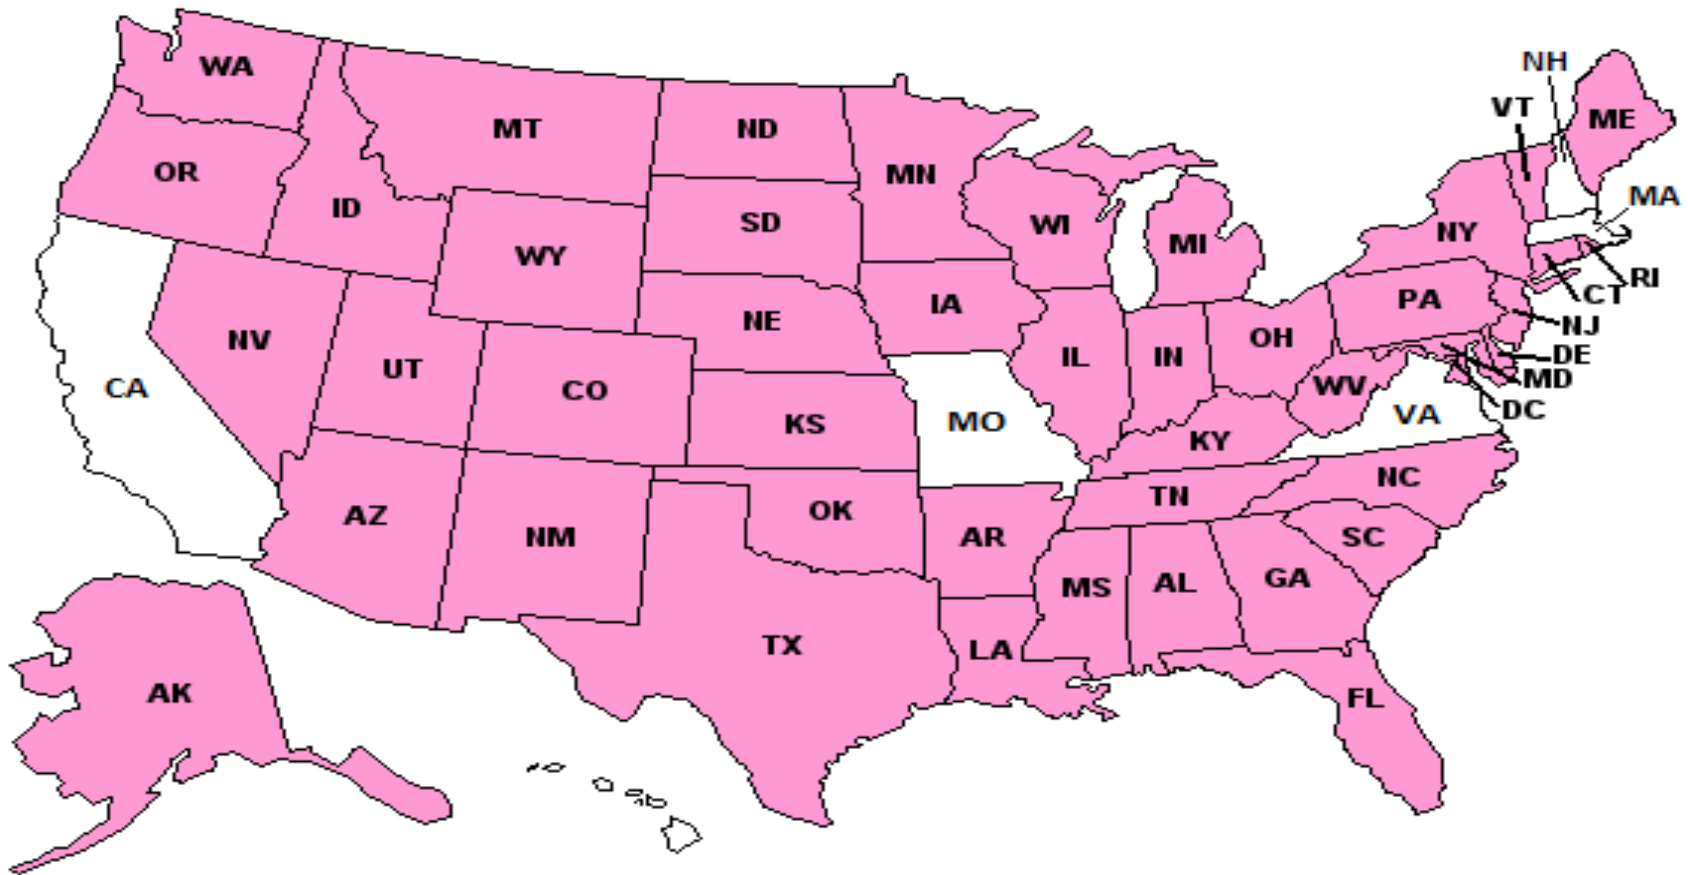 WA
MT
ND
MN
OR
ID
WY
SD
WI
MI
NH
VT
ME
MA
NY
RI
CT
PA
NJ
DE
MD
DC
NV
UT
CO
NE
IA
IL
IN
OH
WV
VA
CA
KS
MO
KY
NC
TN
AZ
NM
OK
AR
SC
MS
AL
GA
TX
LA
FL
AK